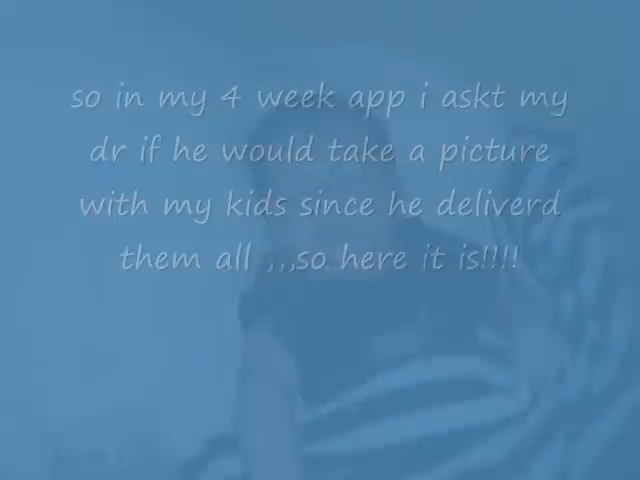 so in my 4 week app i askt my
dr if he would take a picture
with my kids since he deliverd
them all ,,,so here it is!!!!